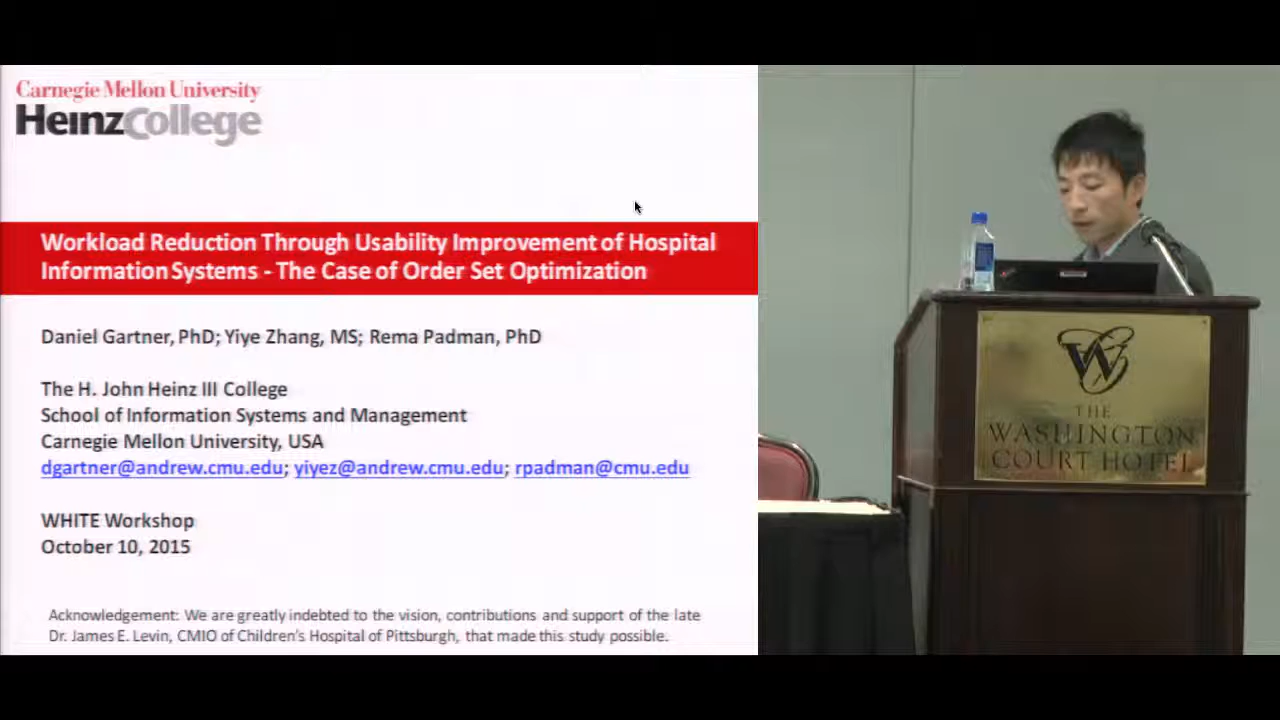 Carnegie Mellon University
HeinzCollege
Workload Reduction Through Usability Improvement of Hospital
Information Systems - The Case of Order Set Optimization
Daniel Gartner, PhD; Yiye Zhang, MS; Rema Padman, PhD
The H. John Heinz III College
School of Information Systems and Management
Carnegie Mellon University, USA
dgartner@andrew.cmu.edu; yiyez@andrew.cmu.edu; rpadman@cmu.edu
WHITE Workshop
October 10, 2015
Acknowledgement: We are greatly indebted to the vision, contributions and support of the late
Dr. James E. Levin, CMIO of Children's Hospital of Pittsburgh, that made this study possible.
THE
WASHINGTON
COURT HOTEL